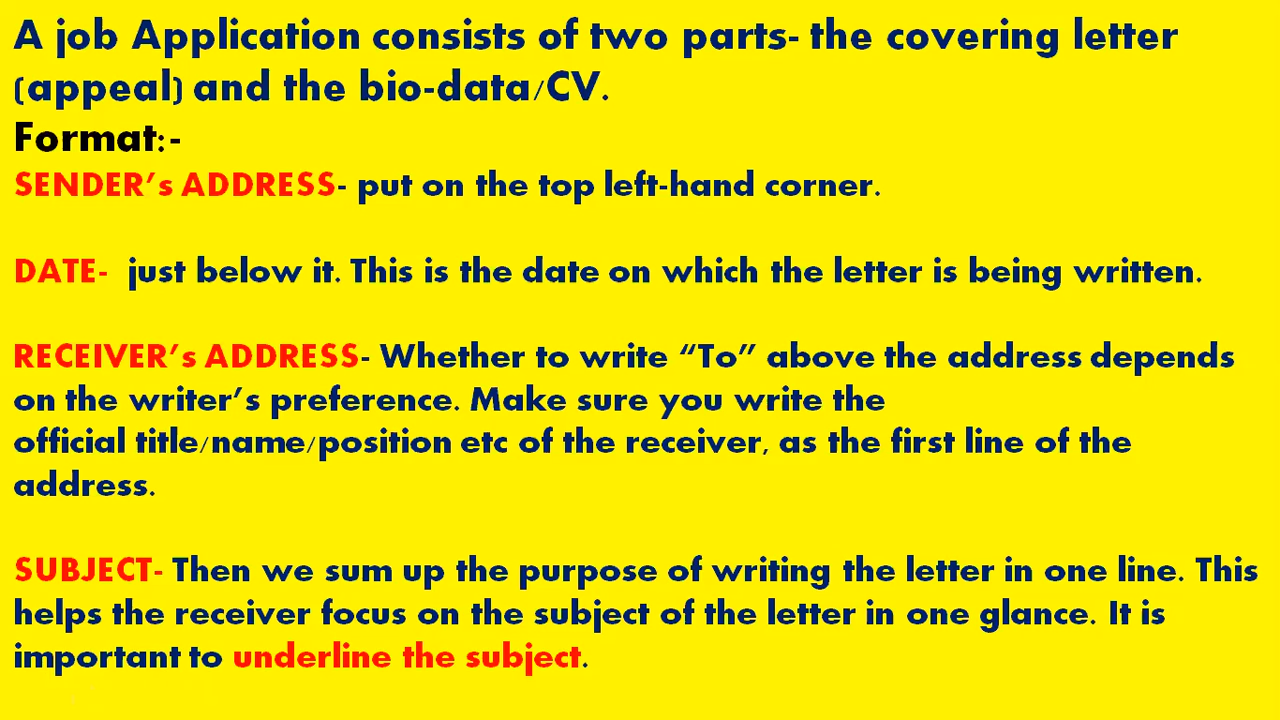 A job Application consists of two parts- the covering letter
(appeal) and the bio-data/CV.
Format:-
SENDER’s ADDRESS- put on the top left-hand corner.
DATE-  just below it. This is the date on which the letter is being written.
RECEIVER’s ADDRESS- Whether to write “To” above the address depends
on the writer’s preference. Make sure you write the
official title/name/position etc of the receiver, as the first line of the
address.
SUBJECT- Then we sum up the purpose of writing the letter in one line. This
helps the receiver focus on the subject of the letter in one glance. It is
important to underline the subject.